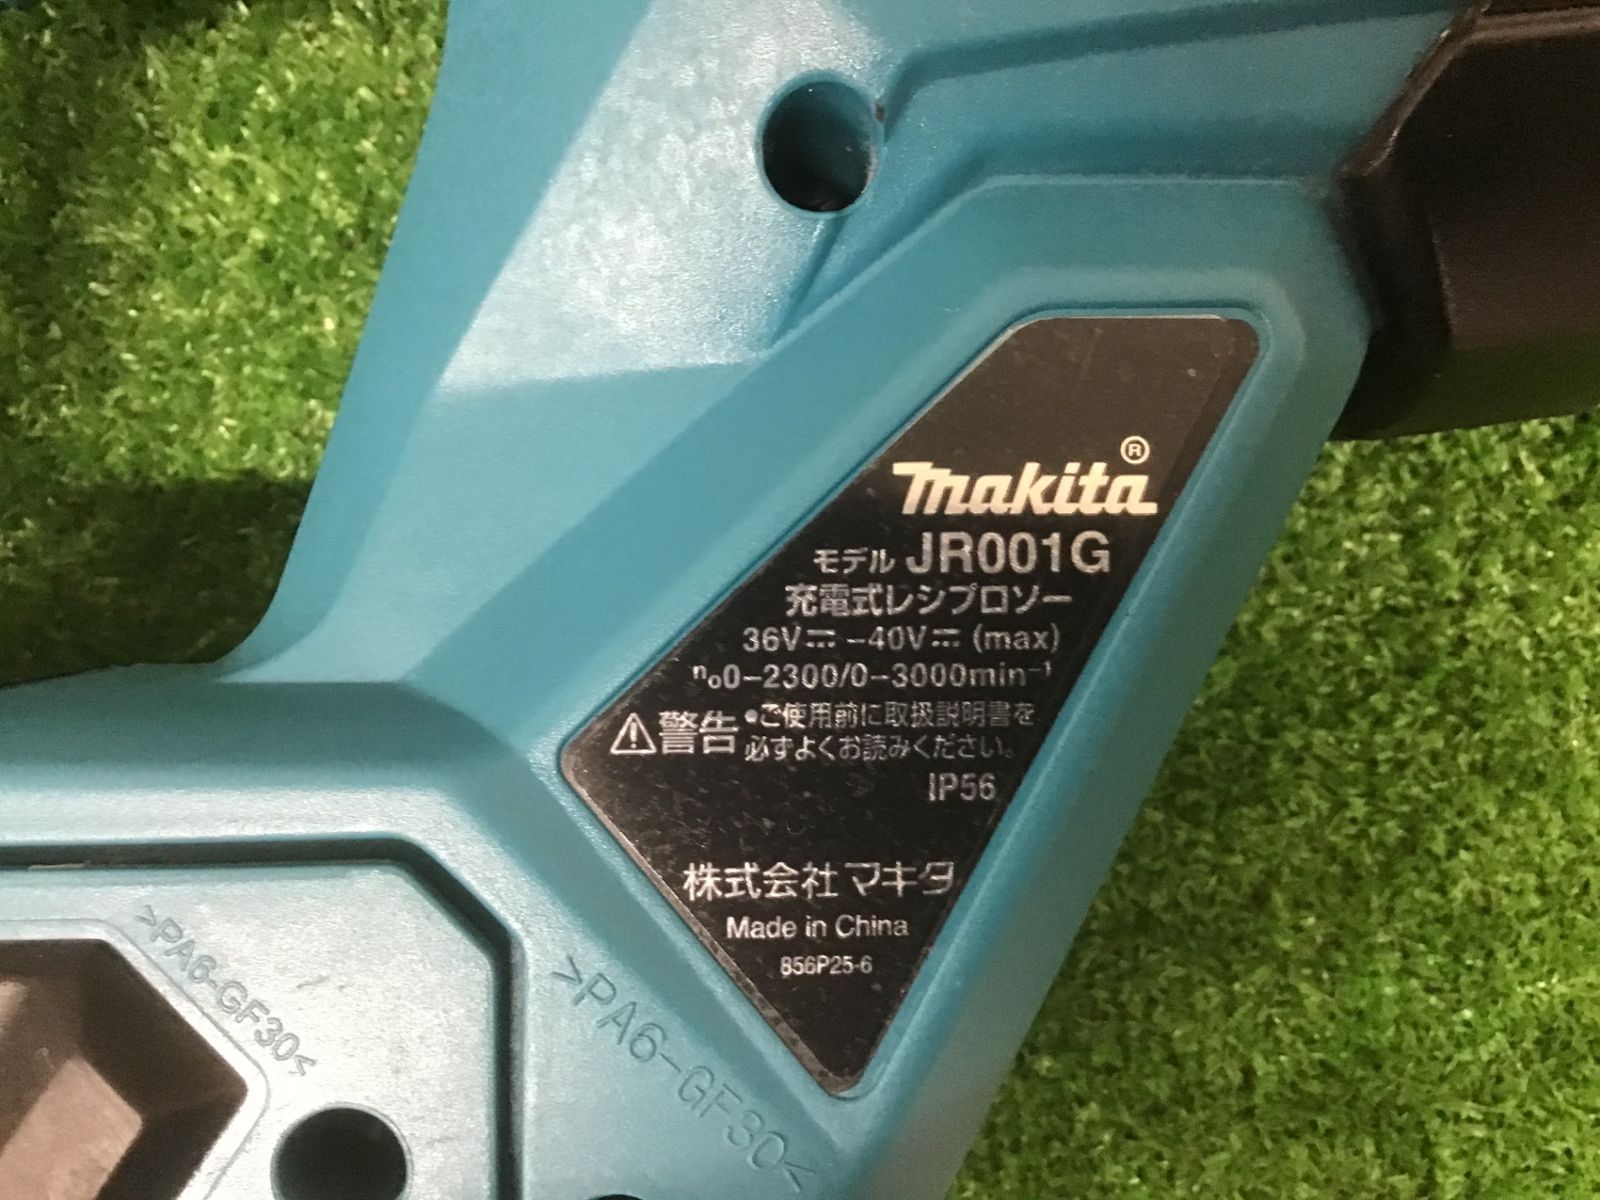 makita®
モデル JR001G
充電式レシプロソー
36V⎓ -40V⎓ (max)
n₀0-2300/0-3000min⁻¹
⚠警告 •ご使用前に取扱説明書を
必ずよくお読みください。
IP56
株式会社マキタ
Made in China
856P25-6
>PA6-GF30<
>PA6-GF30<